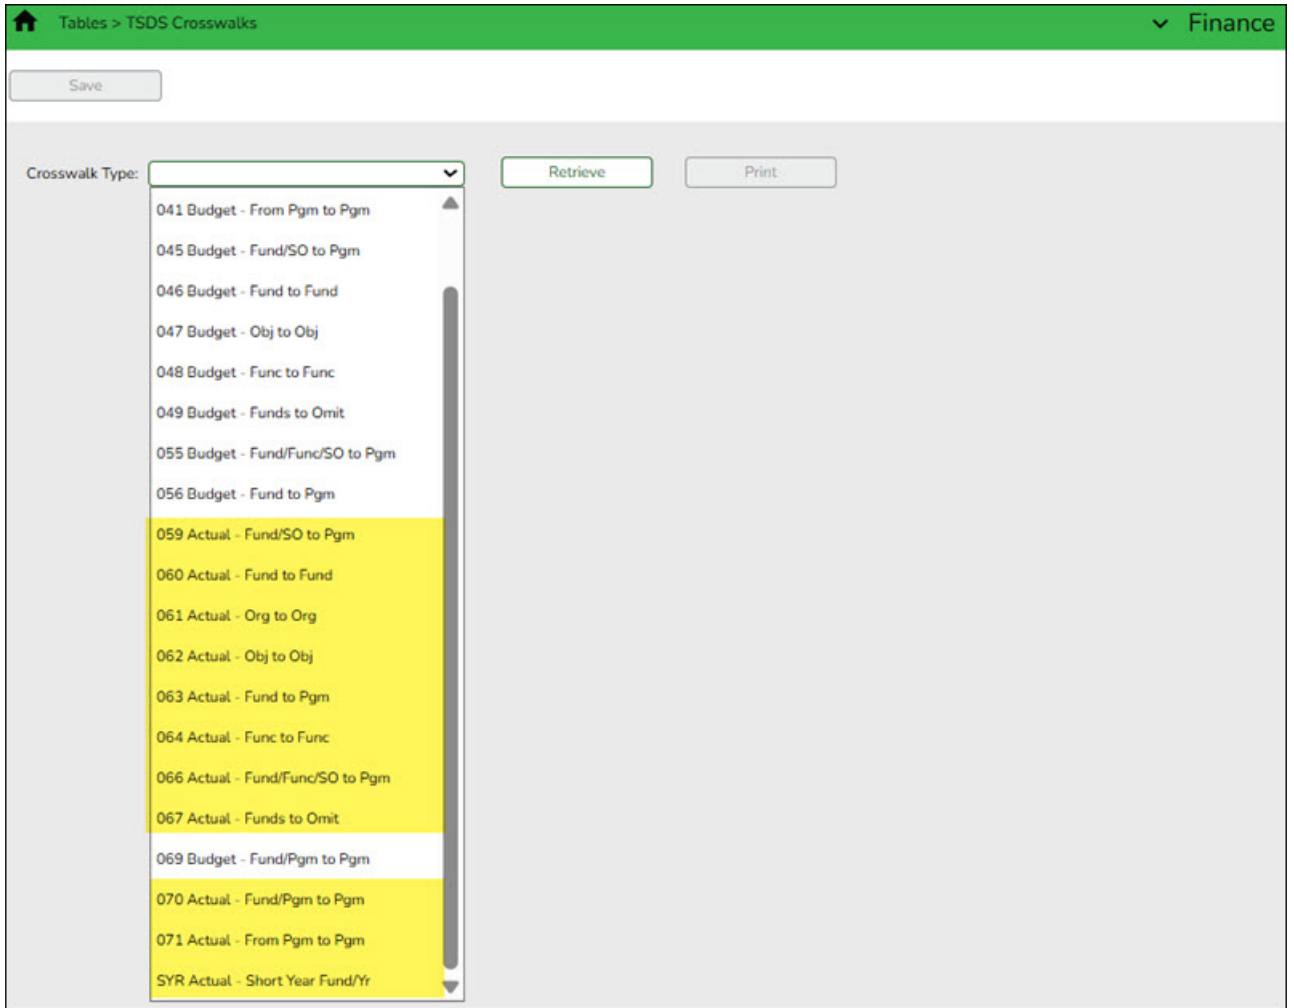 Tables > TSDS Crosswalks
Finance
Save
Crosswalk Type:
Retrieve
Print
041 Budget - From Pgm to Pgm
045 Budget - Fund/SO to Pgm
046 Budget - Fund to Fund
047 Budget - Obj to Obj
048 Budget - Func to Func
049 Budget - Funds to Omit
055 Budget - Fund/Func/SO to Pgm
056 Budget - Fund to Pgm
059 Actual - Fund/SO to Pgm
060 Actual - Fund to Fund
061 Actual - Org to Org
062 Actual - Obj to Obj
063 Actual - Fund to Pgm
064 Actual - Func to Func
066 Actual - Fund/Func/SO to Pgm
067 Actual - Funds to Omit
069 Budget - Fund/Pgm to Pgm
070 Actual - Fund/Pgm to Pgm
071 Actual - From Pgm to Pgm
SYR Actual - Short Year Fund/Yr